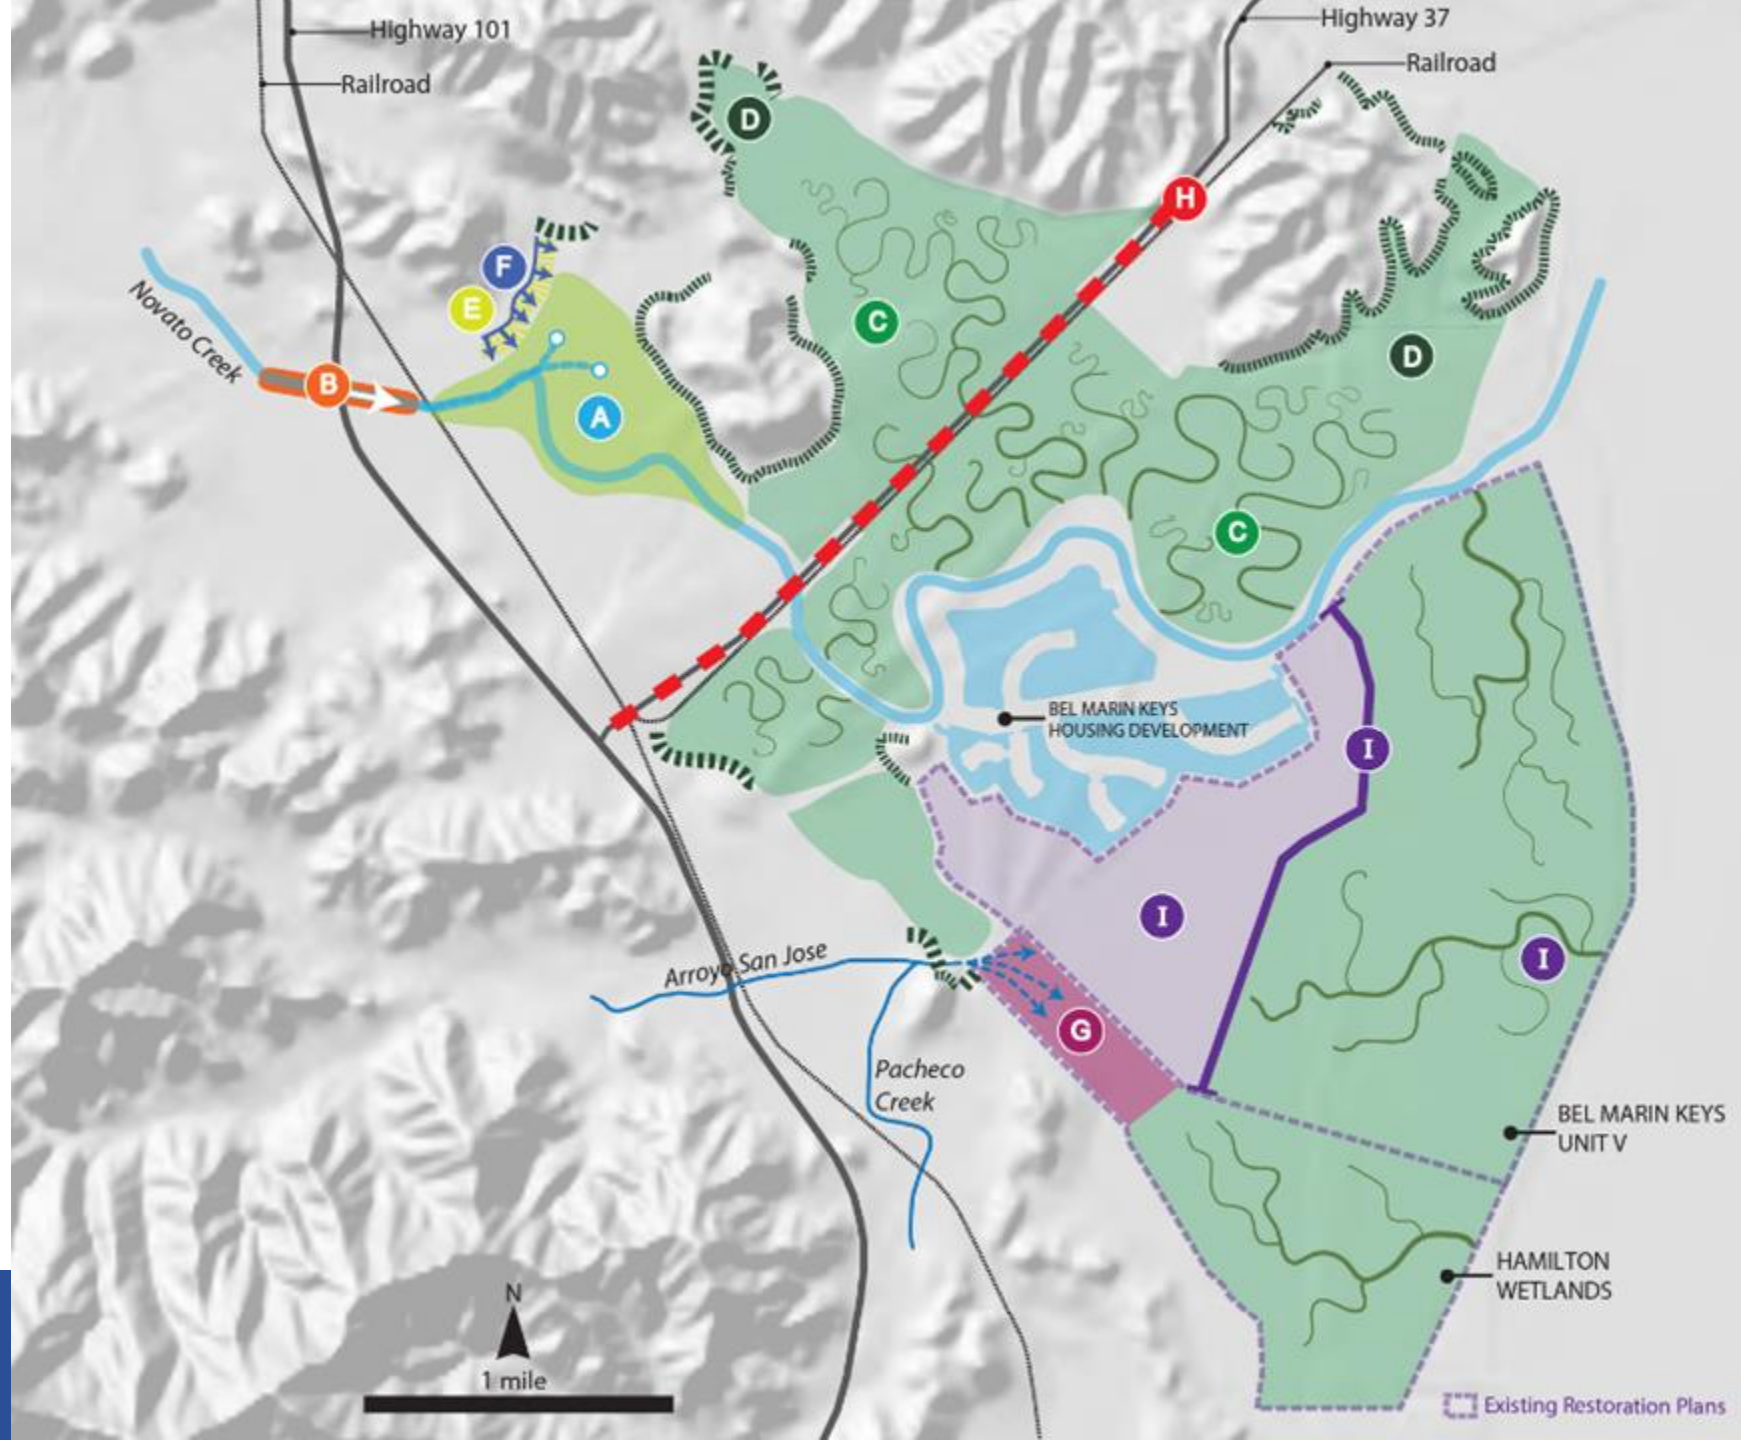 Highway 101
Highway 37
Railroad
Railroad
D
H
F
E
Novato Creek
C
B
D
A
C
BEL MARIN KEYS
HOUSING DEVELOPMENT
I
I
Arroyo San Jose
I
G
Pacheco
Creek
BEL MARIN KEYS
UNIT V
HAMILTON
WETLANDS
N
1 mile
Existing Restoration Plans